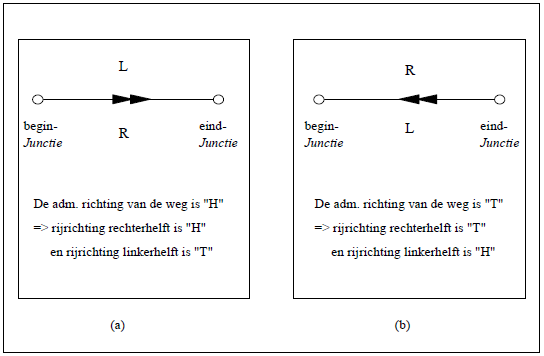 L
begin-
Junctie
R
eind-
Junctie
De adm. richting van de weg is "H"
=> rijrichting rechterhelft is "H"
en rijrichting linkerhelft is "T"
(a)
R
begin-
Junctie
L
eind-
Junctie
De adm. richting van de weg is "T"
=> rijrichting rechterhelft is "T"
en rijrichting linkerhelft is "H"
(b)